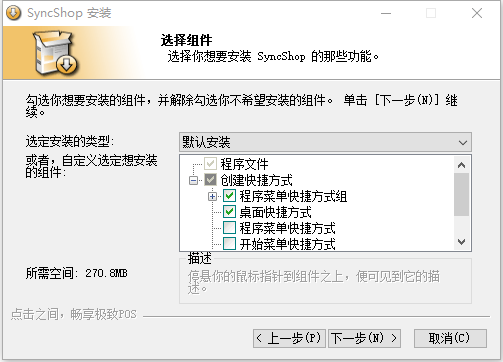 SyncShop 安装
选择组件
选择你想要安装 SyncShop 的那些功能。
勾选你想要安装的组件，并解除勾选你不希望安装的组件。 单击 [下一步(N)] 继
续。
选定安装的类型:
默认安装
或者，自定义选定想安装
的组件:
程序文件
创建快捷方式
程序菜单快捷方式组
桌面快捷方式
程序菜单快捷方式
开始菜单快捷方式
描述
所需空间: 270.8MB
停悬你的鼠标指针到组件之上，便可见到它的描
述。
点击之间，畅享极致POS
< 上一步(P)
下一步(N) >
取消(C)